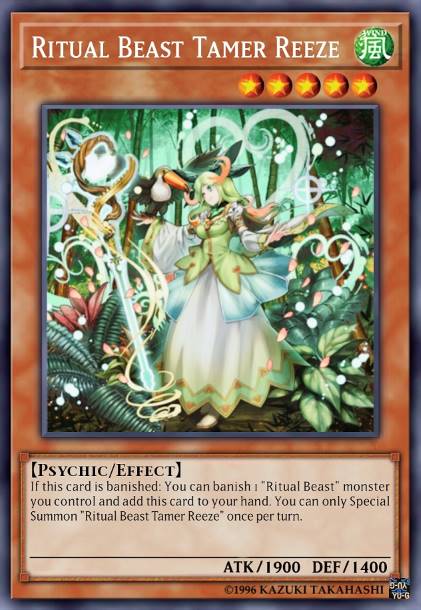 RITUAL BEAST TAMER REEZE
WIND
風
[PSYCHIC/EFFECT]
If this card is banished: You can banish 1 "Ritual Beast" monster
you control and add this card to your hand. You can only Special
Summon "Ritual Beast Tamer Reeze" once per turn.
ATK/1900 DEF/1400
©1996 KAZUKI TAKAHASHI